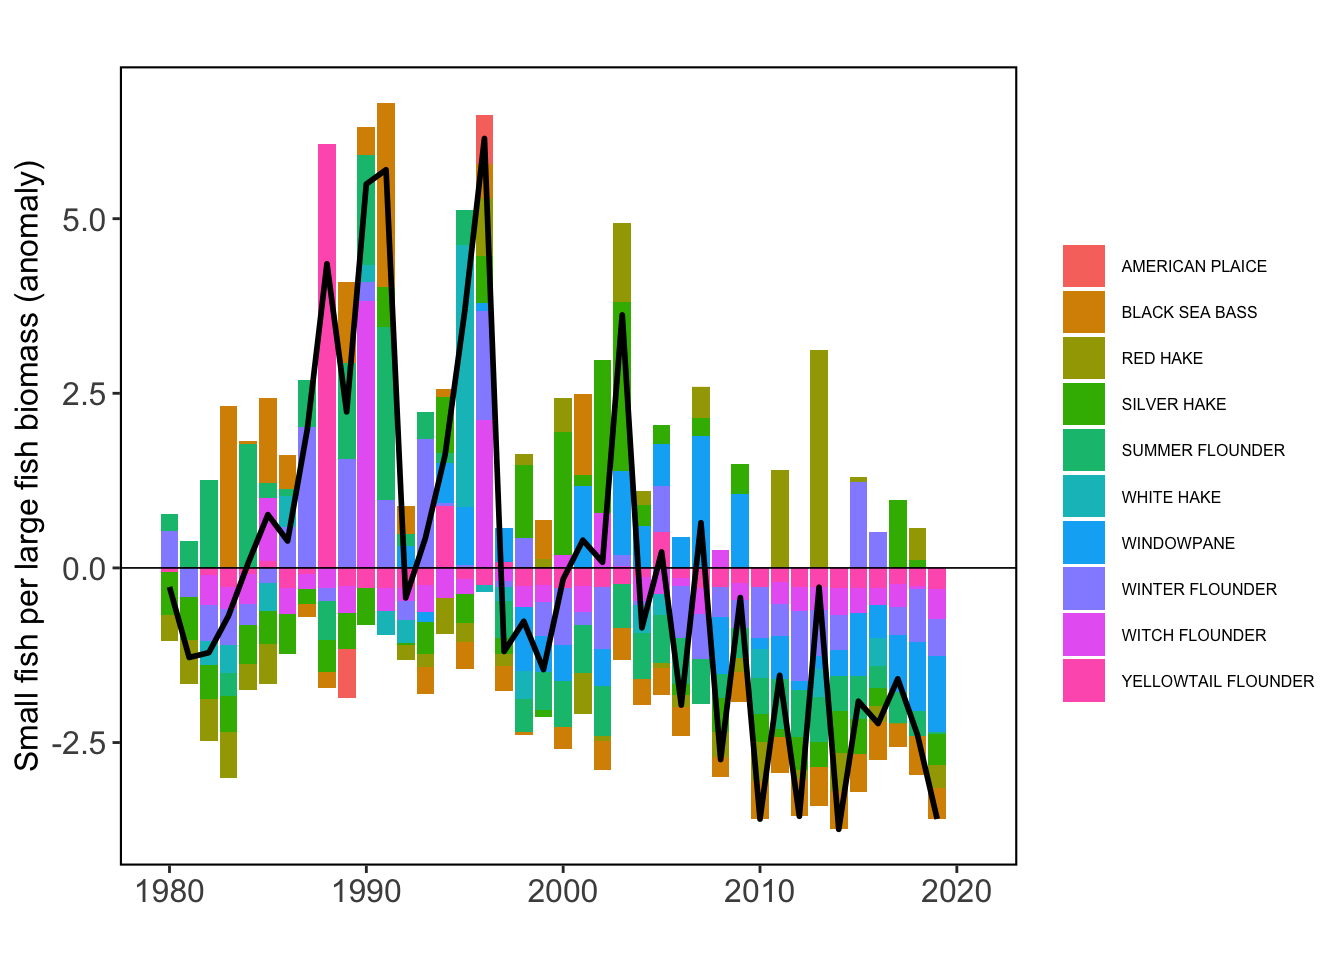 Small fish per large fish biomass (anomaly)
5.0
2.5
0.0
-2.5
1980 1990 2000 2010 2020
AMERICAN PLAICE
BLACK SEA BASS
RED HAKE
SILVER HAKE
SUMMER FLOUNDER
WHITE HAKE
WINDOWPANE
WINTER FLOUNDER
WITCH FLOUNDER
YELLOWTAIL FLOUNDER